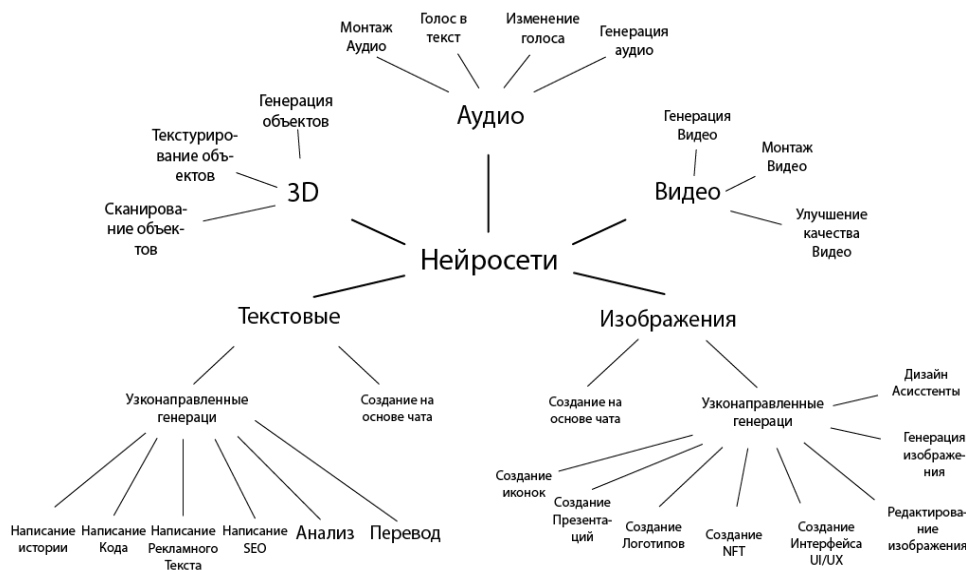 Монтаж
Аудио
Голос в
текст
Изменение
голоса
Генерация
аудио
Аудио
Генерация
объектов
Текстурирo-
вание объ-
ектов
Сканирова-
ние объек-
тов
3D
Генерация
Видео
Монтаж
Видео
Улучшение
качества
Видео
Видео
Нейросети
Текстовые
Изображения
Узконаправленные
генераци
Создание на
основе чата
Написание
истории
Написание
Кода
Написание
Рекламного
Текста
Написание
SEO
Анализ
Перевод
Создание на
основе чата
Узконаправленные
генераци
Дизайн
Асисстенты
Генерация
изображе-
ния
Создание
иконок
Создание
Презента-
ций
Создание
Логотипов
Создание
NFT
Создание
Интерфейса
UI/UX
Редактирова-
ние
изображения